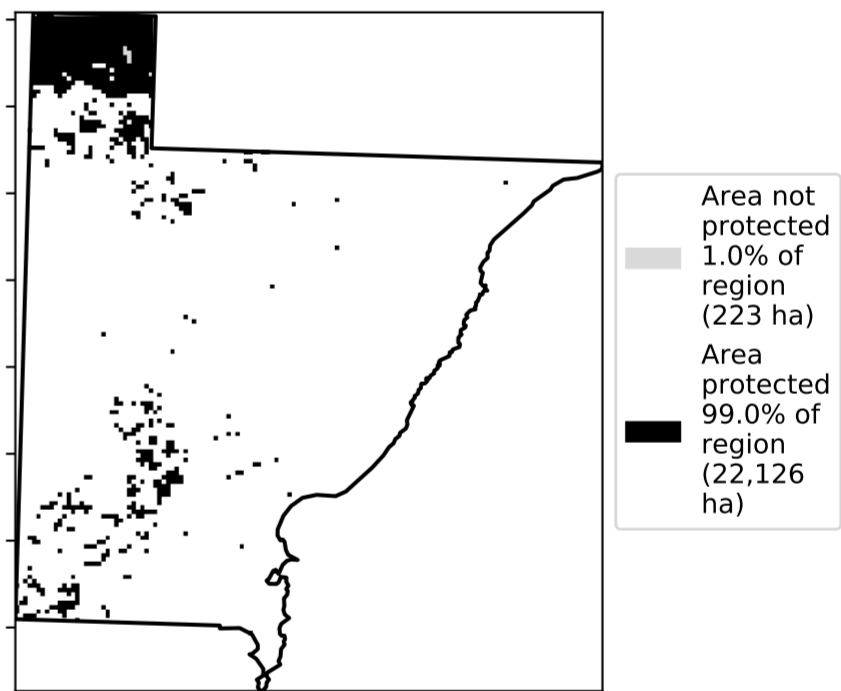 Area not
protected
1.0% of
region
(223 ha)
Area
protected
99.0% of
region
(22,126
ha)